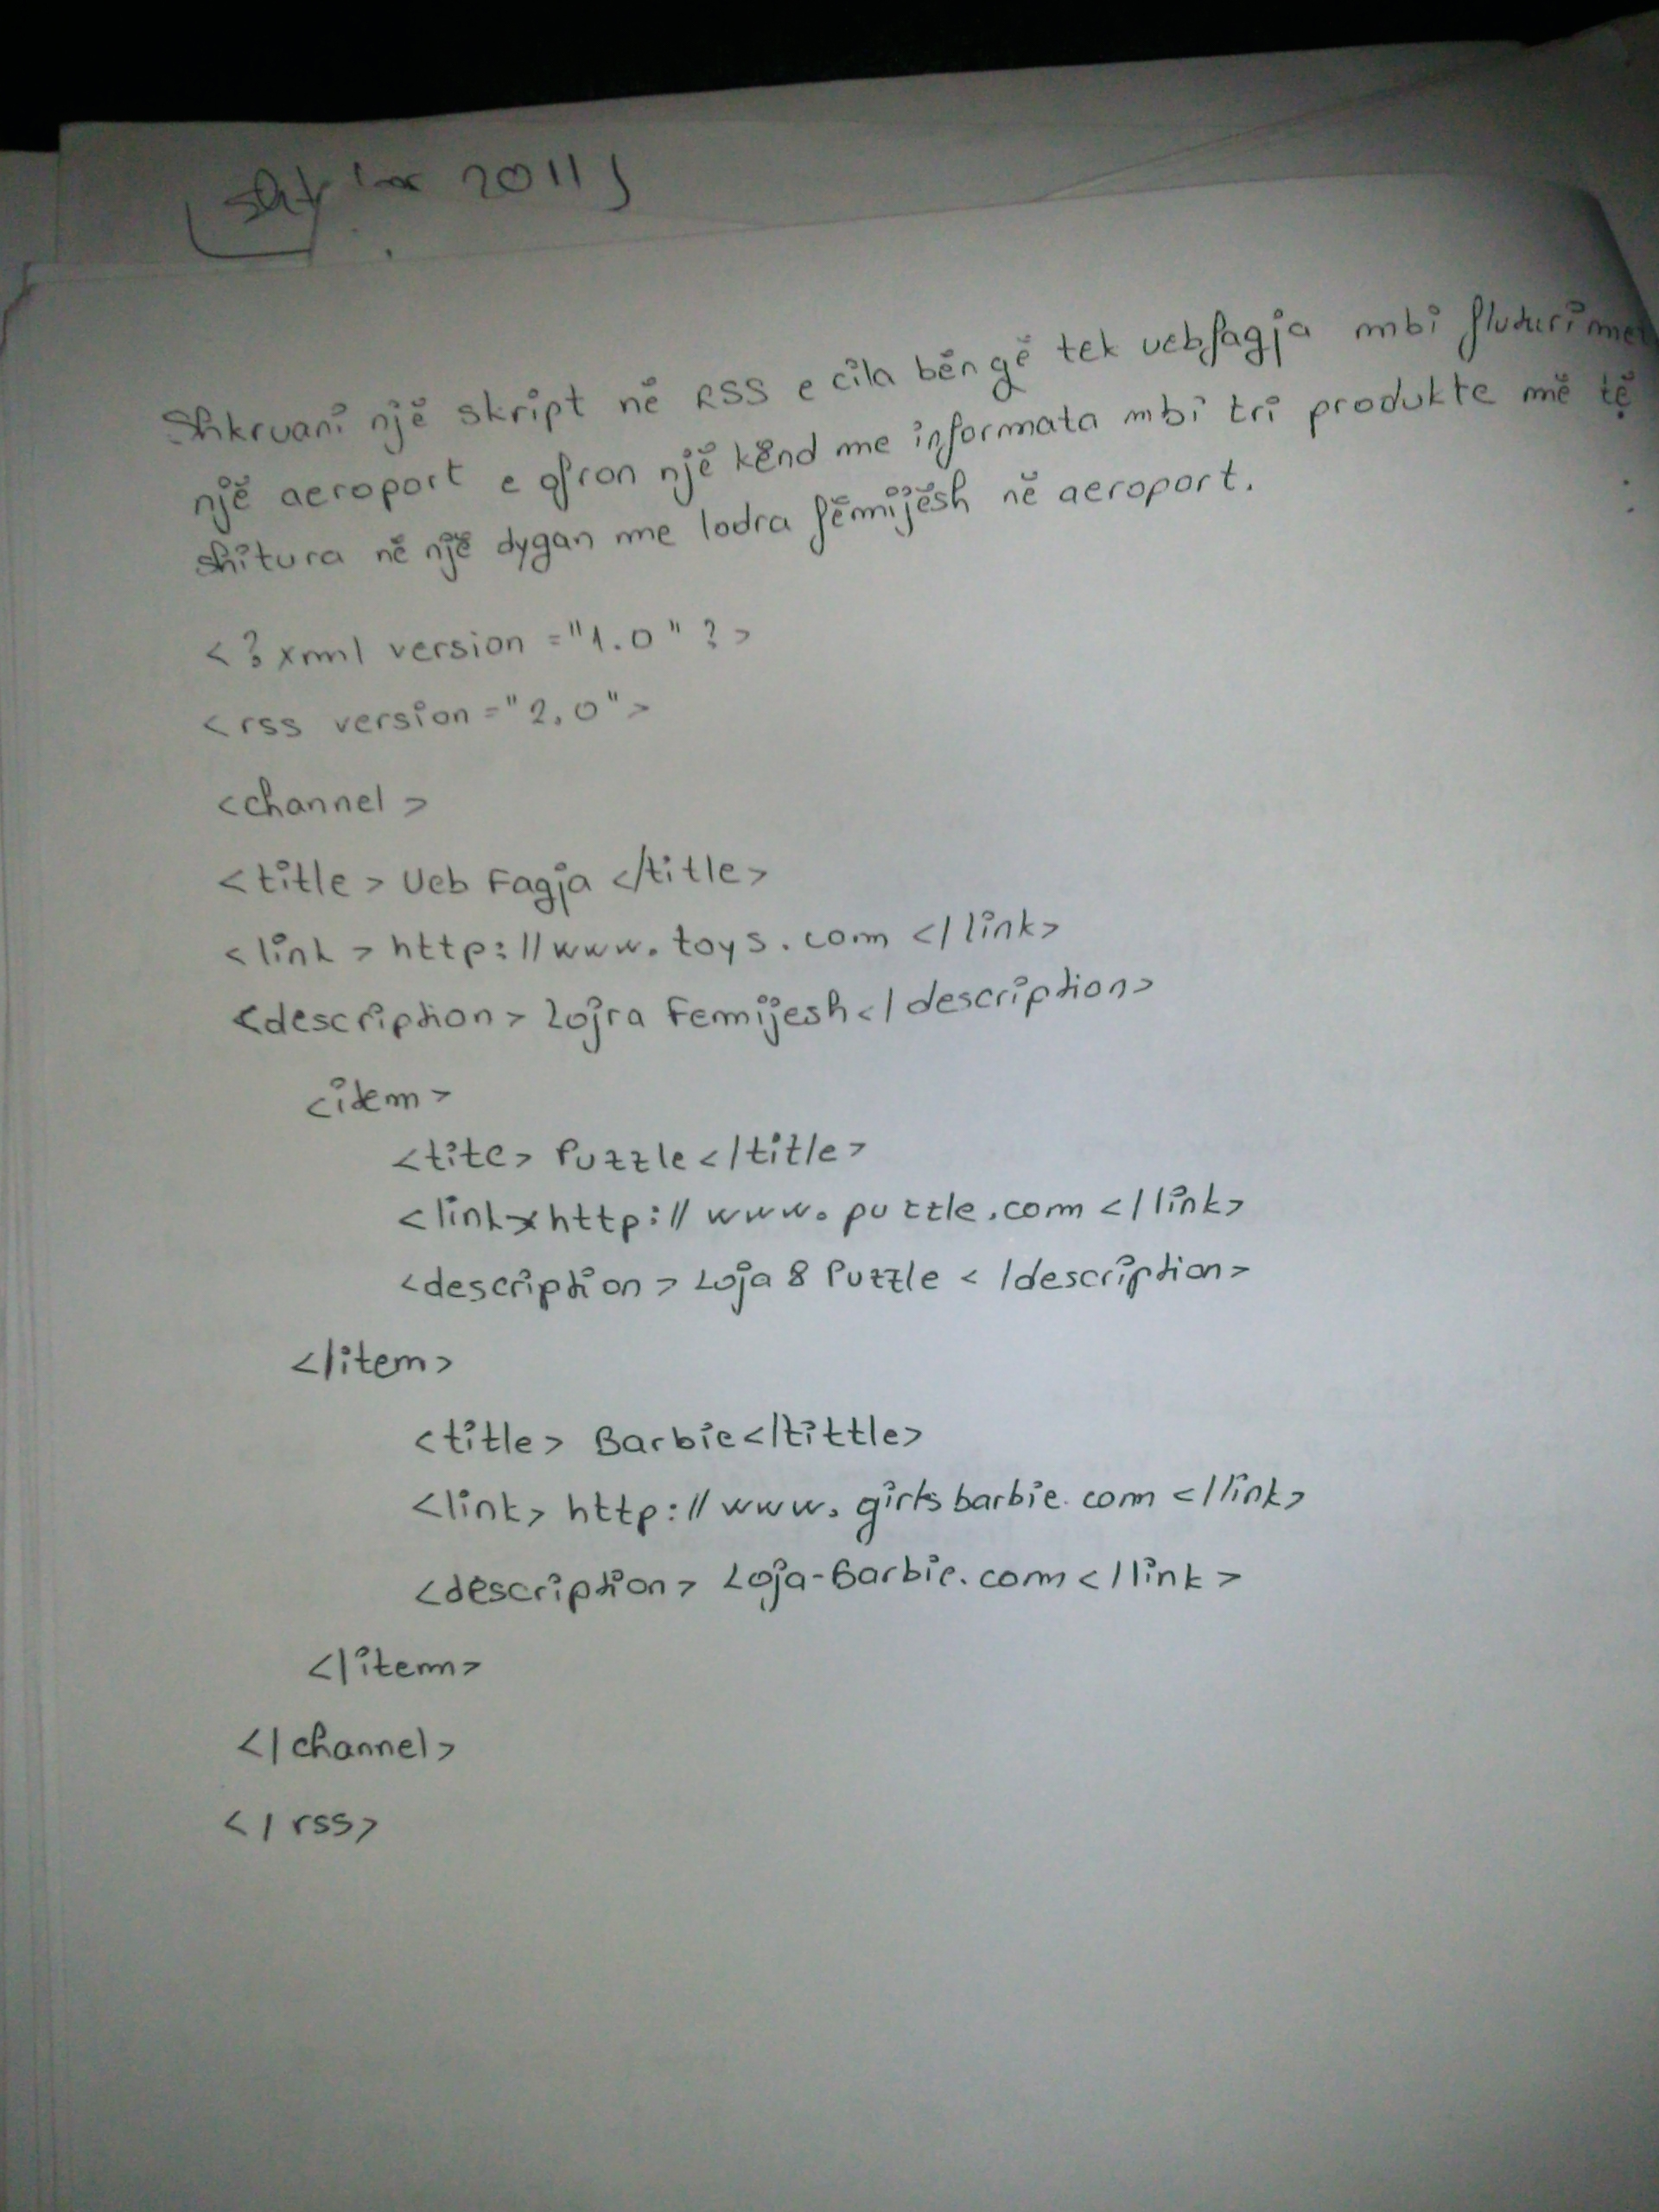 2011
Shkruani një skript në RSS e cila bën që tek uebfagja mbi fluturimet
një aeroport e ofron një kënd me informata mbi tri produkte më të
shitura në një dygan me lodra fëmijësh në aeroport.
<?xml version ="1.0" ?>
<rss version ="2.0">
<channel >
<title > Ueb Fagja </title>
<link > http://www.toys.com </link>
<description > Lojra Femijesh </description>
<item>
<tite> Puzzle </title>
<link>http://www.puzzle.com </link>
<description > Loja 8 Puzzle < /description>
</item>
<title> Barbie</tittle>
<link> http://www.girlsbarbie.com </link>
<description> Loja-Barbie.com </link >
</item>
</channel>
</rss>